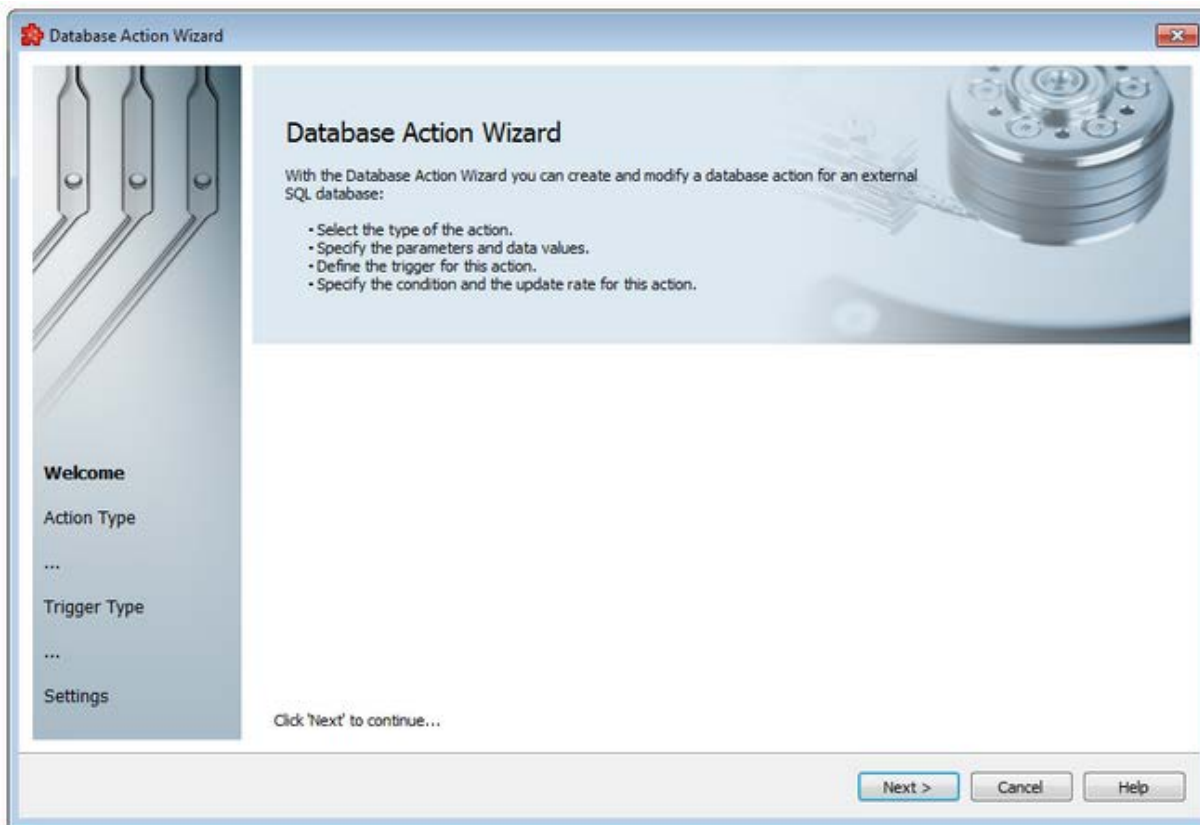 Database Action Wizard
Database Action Wizard
With the Database Action Wizard you can create and modify a database action for an external
SQL database:
• Select the type of the action.
• Specify the parameters and data values.
• Define the trigger for this action.
• Specify the condition and the update rate for this action.
Welcome
Action Type
...
Trigger Type
...
Settings
Click 'Next' to continue...
Next >
Cancel
Help